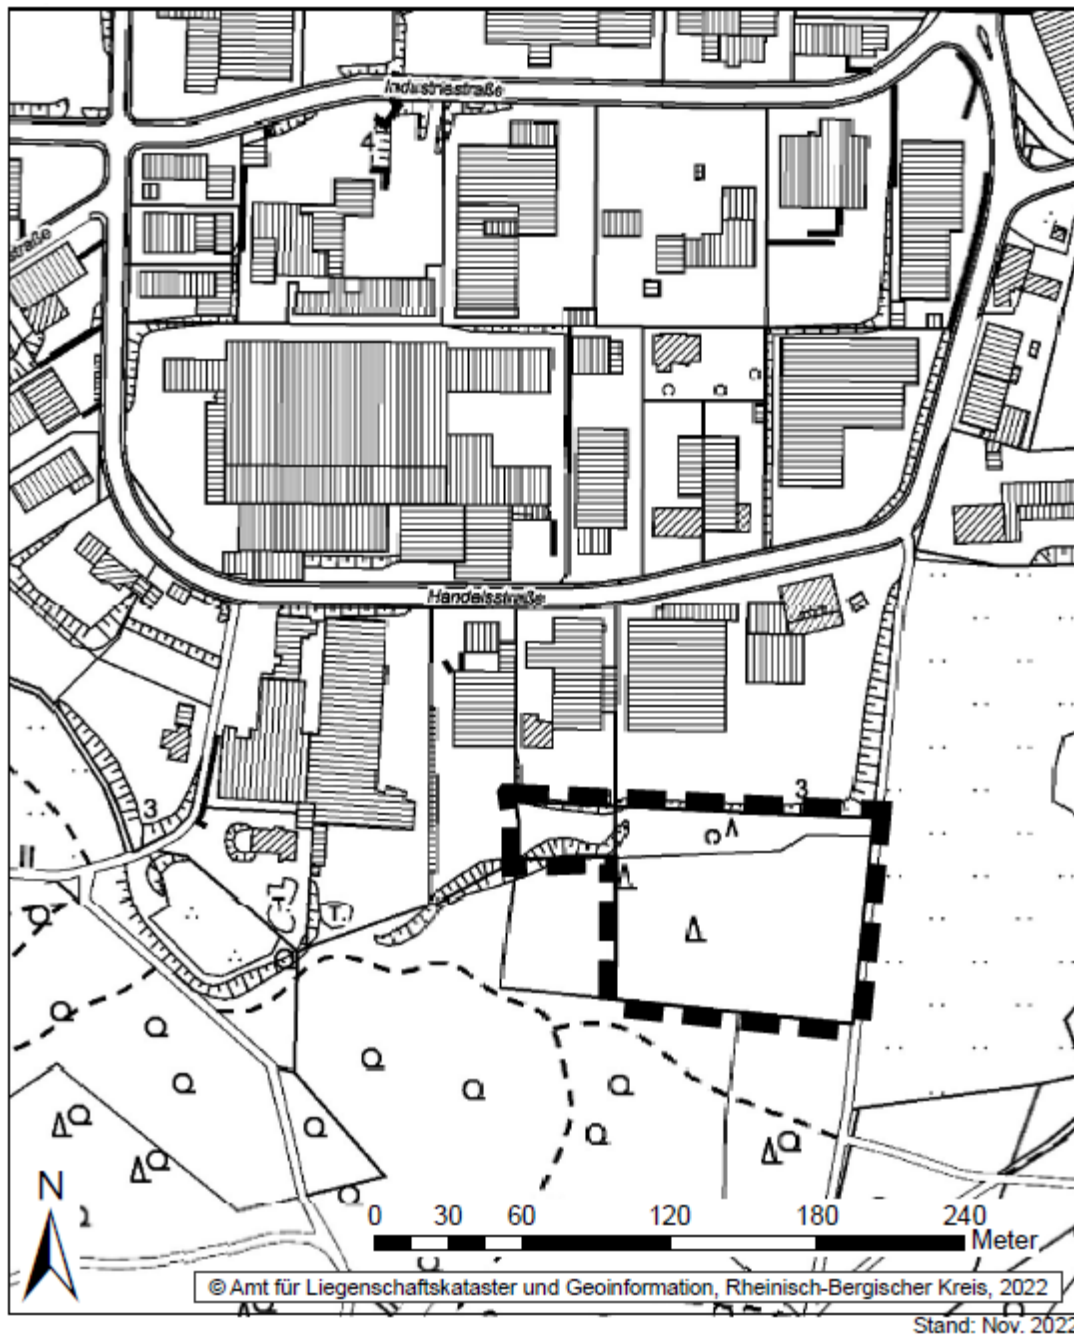 Industriestraße
4
straße
Handelsstraße
3
3
T.
T.
N
0 30 60 120 180 240
Meter
© Amt für Liegenschaftskataster und Geoinformation, Rheinisch-Bergischer Kreis, 2022
Stand: Nov. 2022